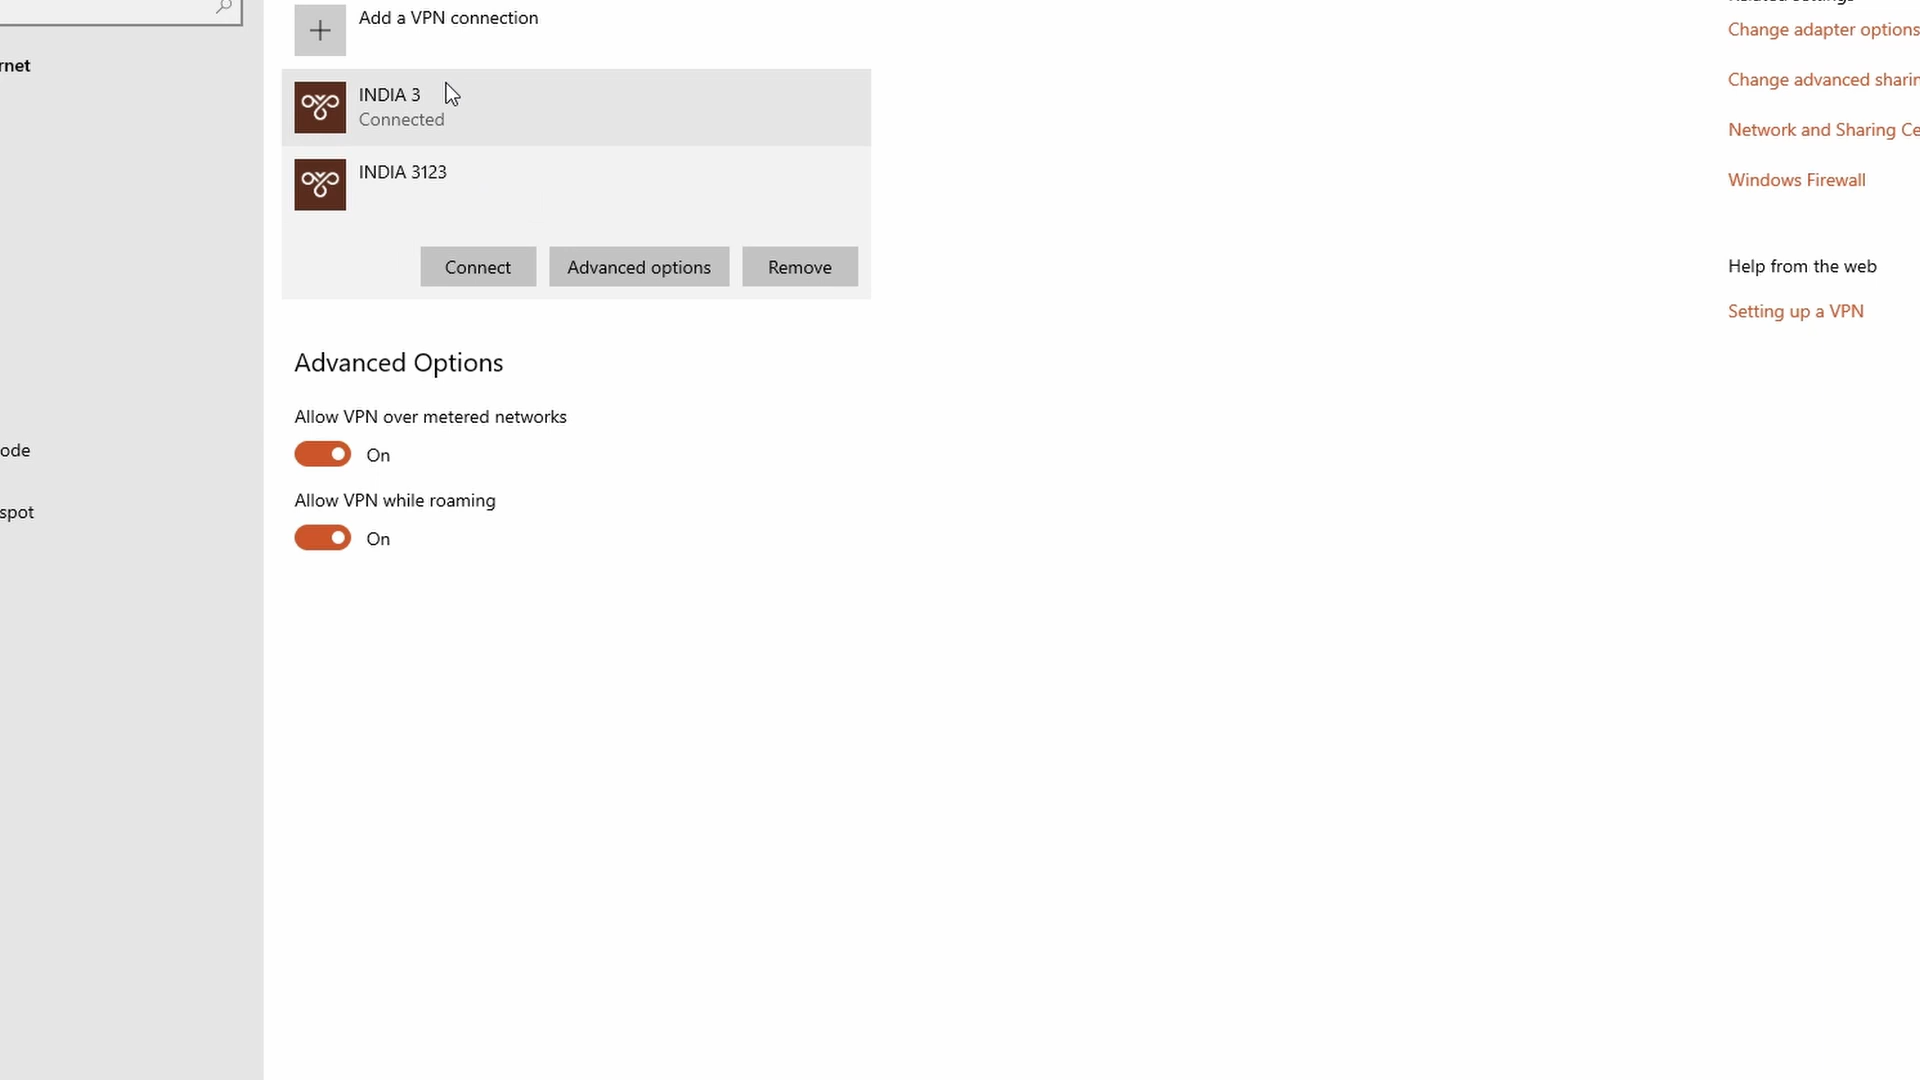 Add a VPN connection
INDIA 3
Connected
INDIA 3123
Connect
Advanced options
Remove
Advanced Options
Allow VPN over metered networks
On
Allow VPN while roaming
On
rnet
ode
spot
Change adapter options
Change advanced sharin
Network and Sharing Ce
Windows Firewall
Help from the web
Setting up a VPN